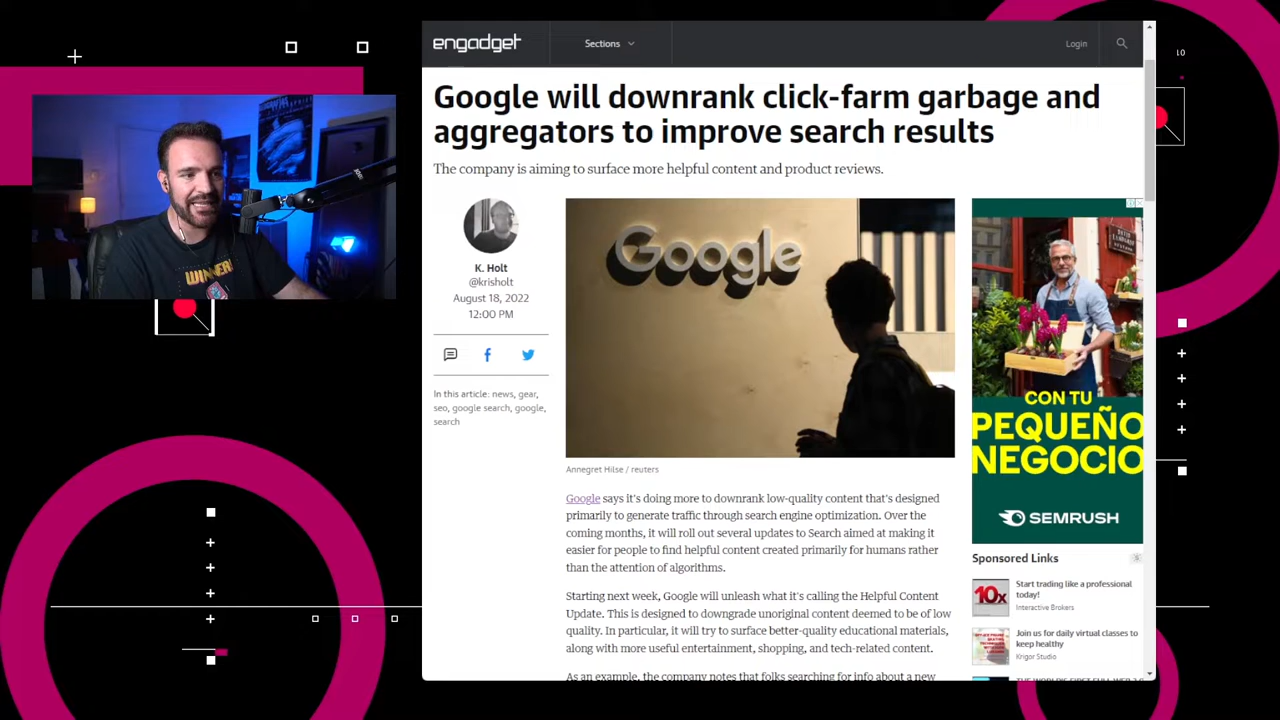 engadget
Sections
Login
Google will downrank click-farm garbage and
aggregators to improve search results
The company is aiming to surface more helpful content and product reviews.
K. Holt
@krisholt
August 18, 2022
12:00 PM
In this article: news, gear,
seo, google search, google,
search
Google
Annegret Hilse / reuters
Google says it's doing more to downrank low-quality content that's designed
primarily to generate traffic through search engine optimization. Over the
coming months, it will roll out several updates to Search aimed at making it
easier for people to find helpful content created primarily for humans rather
than the attention of algorithms.
Starting next week, Google will unleash what it's calling the Helpful Content
Update. This is designed to downgrade unoriginal content deemed to be of low
quality. In particular, it will try to surface better-quality educational materials,
along with more useful entertainment, shopping, and tech-related content.
As an example, the company notes that folks searching for info about a new
CON TU
PEQUEÑO
NEGOCIO
SEMRUSH
Sponsored Links
10x
Start trading like a professional
today!
Interactive Brokers
Join us for daily virtual classes to
keep healthy
Krigor Studio
WINNER!
10